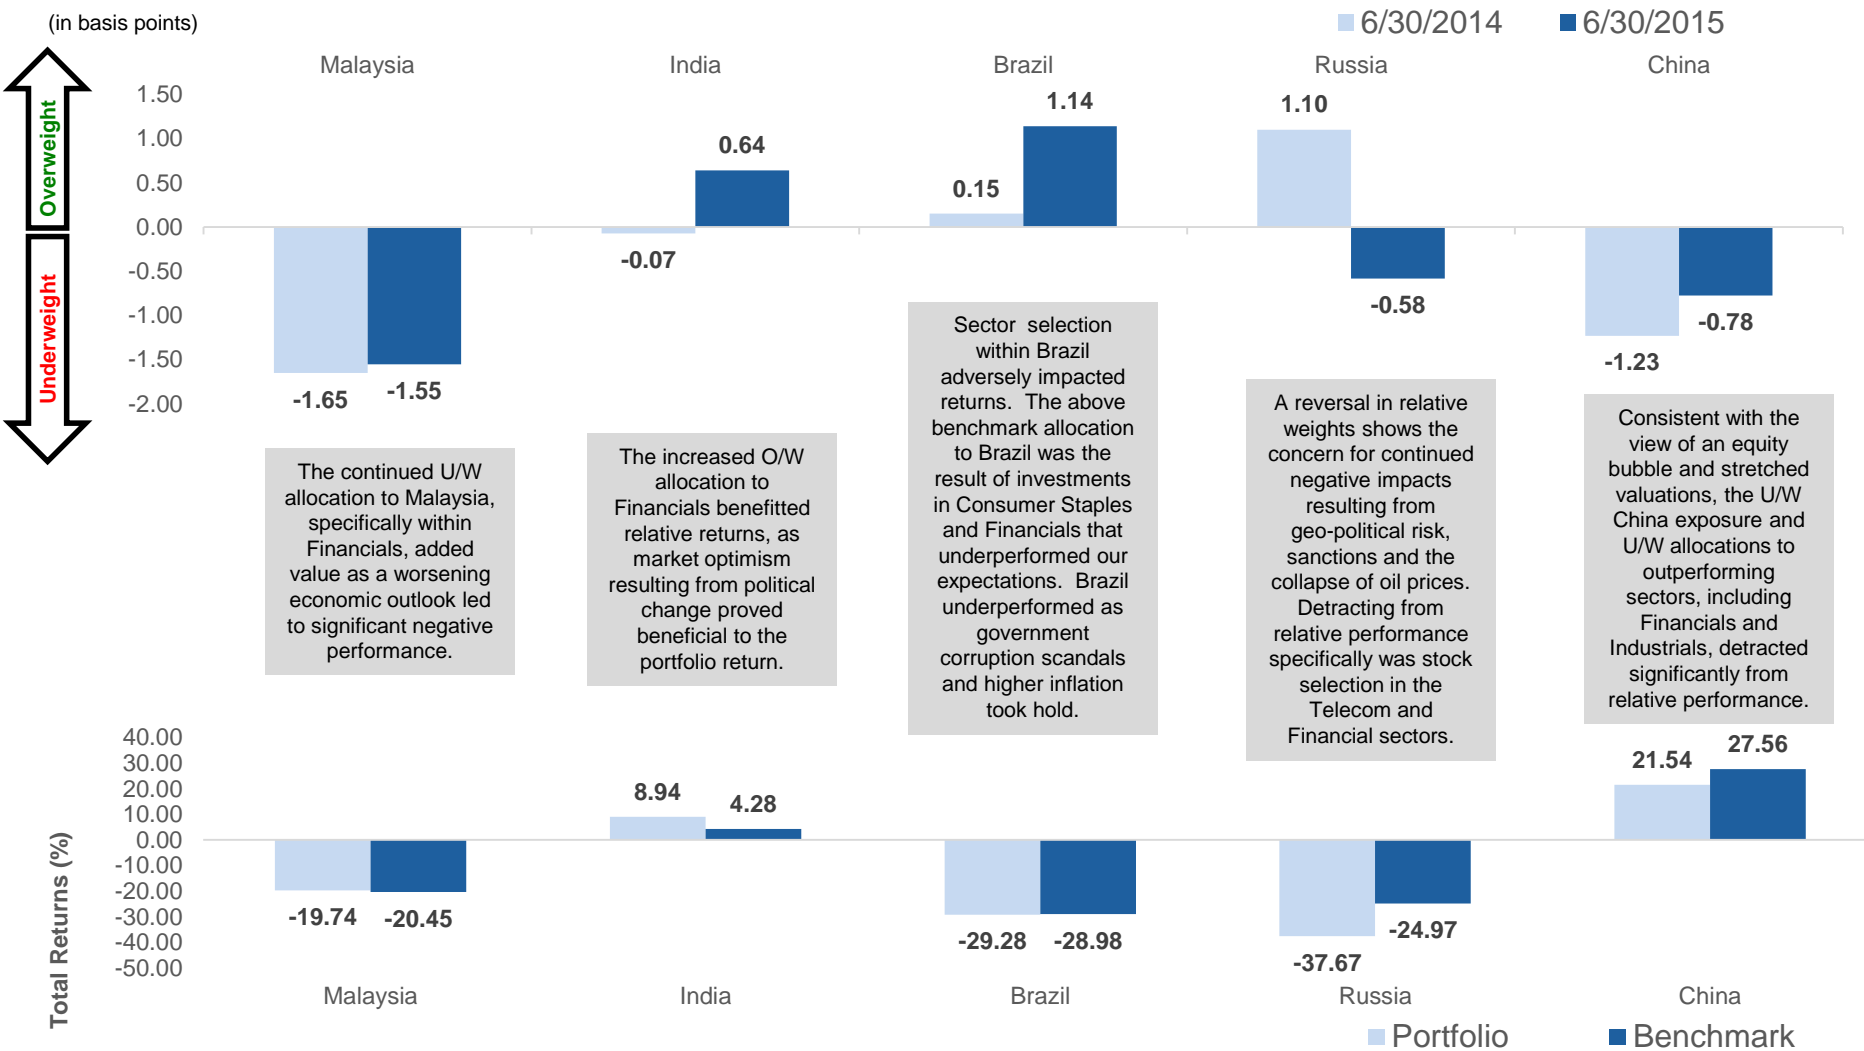 (in basis points)
6/30/2014
6/30/2015
Malaysia
India
Brazil
Russia
China
Overweight
Underweight
1.50
1.00
0.50
0.00
-0.50
-1.00
-1.50
-2.00
-1.65
-1.55
-0.07
0.64
0.15
1.14
1.10
-0.58
-1.23
-0.78
The continued U/W
allocation to Malaysia,
specifically within
Financials, added
value as a worsening
economic outlook led
to significant negative
performance.
The increased O/W
allocation to
Financials benefitted
relative returns, as
market optimism
resulting from political
change proved
beneficial to the
portfolio return.
Sector selection
within Brazil
adversely impacted
returns. The above
benchmark allocation
to Brazil was the
result of investments
in Consumer Staples
and Financials that
underperformed our
expectations. Brazil
underperformed as
government
corruption scandals
and higher inflation
took hold.
A reversal in relative
weights shows the
concern for continued
negative impacts
resulting from
geo-political risk,
sanctions and the
collapse of oil prices.
Detracting from
relative performance
specifically was stock
selection in the
Telecom and
Financial sectors.
Consistent with the
view of an equity
bubble and stretched
valuations, the U/W
China exposure and
U/W allocations to
outperforming
sectors, including
Financials and
Industrials, detracted
significantly from
relative performance.
Total Returns (%)
40.00
30.00
20.00
10.00
0.00
-10.00
-20.00
-30.00
-40.00
-50.00
-19.74
-20.45
8.94
4.28
-29.28
-28.98
-37.67
-24.97
21.54
27.56
Malaysia
India
Brazil
Russia
China
Portfolio
Benchmark